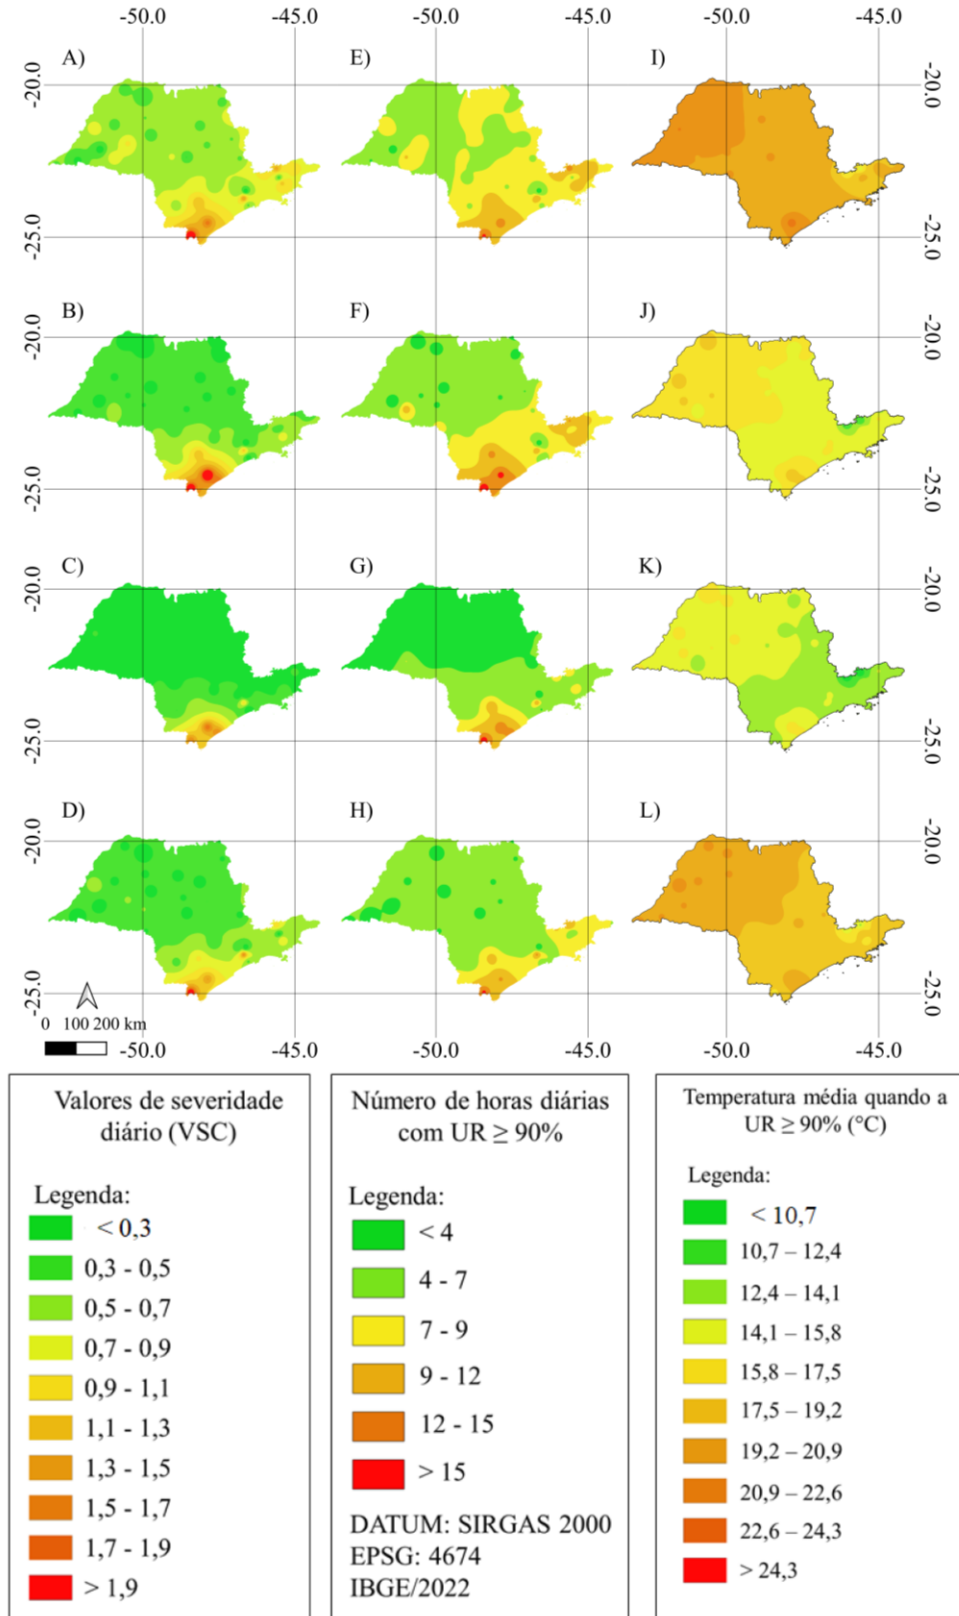 -50.0 -45.0 -50.0 -45.0 -50.0 -45.0
A) E) I)
-20.0 -20.0
-25.0 -25.0
B) F) J)
-20.0 -20.0
-25.0 -25.0
C) G) K)
-20.0 -20.0
-25.0 -25.0
D) H) L)
-20.0 -20.0
-25.0 -25.0
0 100 200 km
-50.0 -45.0 -50.0 -45.0 -50.0 -45.0
Valores de severidade
diário (VSC)
Legenda:
< 0,3
0,3 - 0,5
0,5 - 0,7
0,7 - 0,9
0,9 - 1,1
1,1 - 1,3
1,3 - 1,5
1,5 - 1,7
1,7 - 1,9
> 1,9
Número de horas diárias
com UR ≥ 90%
Legenda:
< 4
4 - 7
7 - 9
9 - 12
12 - 15
> 15
DATUM: SIRGAS 2000
EPSG: 4674
IBGE/2022
Temperatura média quando a
UR ≥ 90% (°C)
Legenda:
< 10,7
10,7 – 12,4
12,4 – 14,1
14,1 – 15,8
15,8 – 17,5
17,5 – 19,2
19,2 – 20,9
20,9 – 22,6
22,6 – 24,3
> 24,3